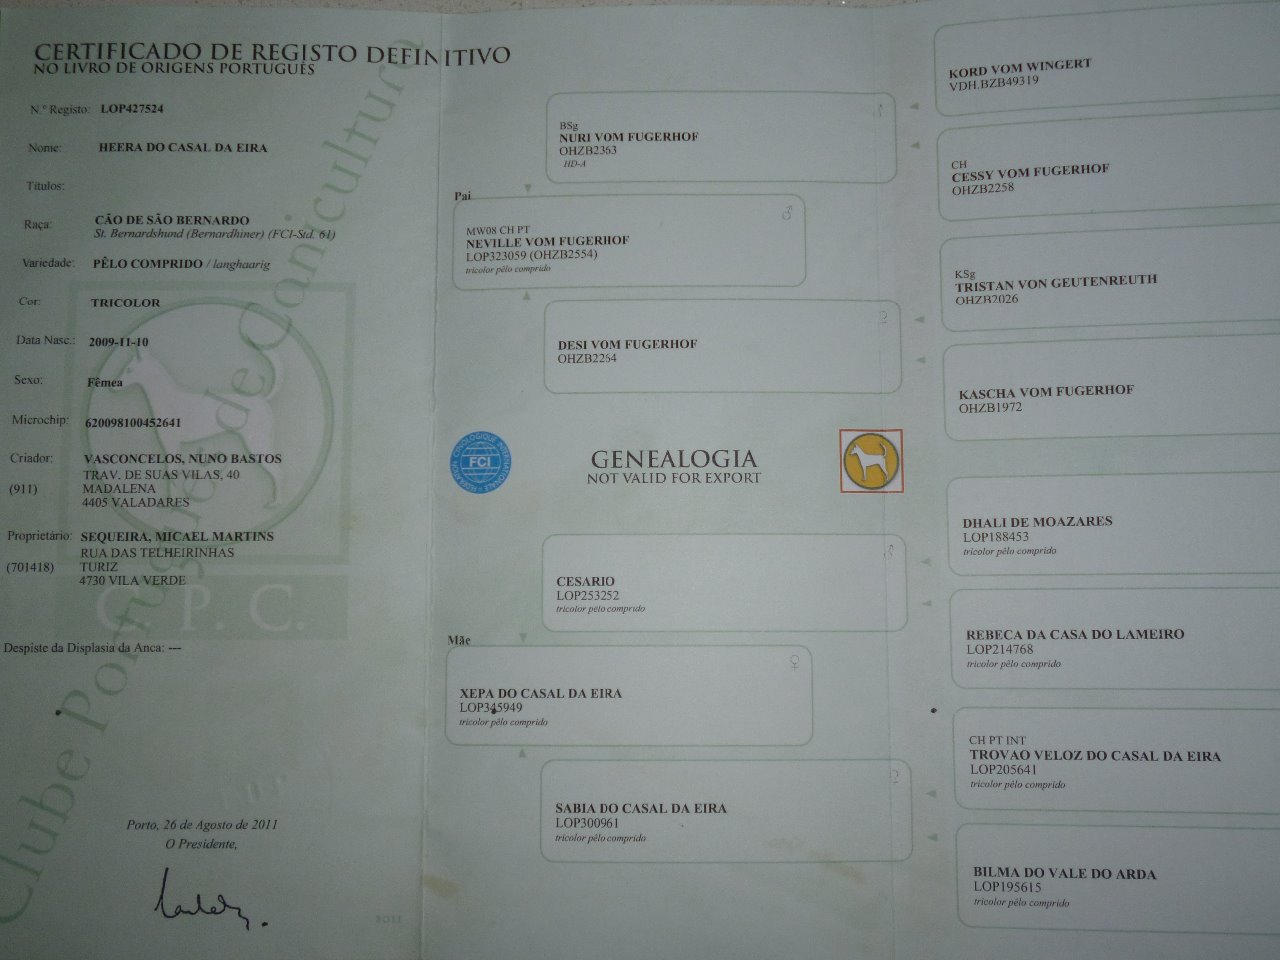 CERTIFICADO DE REGISTO DEFINITIVO
NO LIVRO DE ORIGENS PORTUGUÊS
N.º Registo: LOP427524
Nome: HEERA DO CASAL DA EIRA
Títulos:
Raça: CÃO DE SÃO BERNARDO
St. Bernardshund (Bernardhiner) (FCI-Std. 61)
Variedade: PÊLO COMPRIDO / langhaarig
Cor: TRICOLOR
Data Nasc.: 2009-11-10
Sexo: Fêmea
Microchip: 620098100452641
Criador: VASCONCELOS, NUNO BASTOS
TRAV. DE SUAS VILAS, 40
(911) MADALENA
4405 VALADARES
Proprietário: SEQUEIRA, MICAEL MARTINS
RUA DAS TELHEIRINHAS
(701418) TURIZ
4730 VILA VERDE
C. P. C.
Clube Português de Canicultura
Despiste da Displasia da Anca: ---
Porto, 26 de Agosto de 2011
O Presidente,
2011
BSg
NURI VOM FUGERHOF
OHZB2363
HD-A
Pai
MW08 CH PT
NEVILLE VOM FUGERHOF
LOP323059 (OHZB2554)
tricolor pêlo comprido
DESI VOM FUGERHOF
OHZB2264
FCI
GENEALOGIA
NOT VALID FOR EXPORT
CESARIO
LOP253252
tricolor pêlo comprido
Mãe
XEPA DO CASAL DA EIRA
LOP345949
tricolor pêlo comprido
SABIA DO CASAL DA EIRA
LOP300961
tricolor pêlo comprido
KORD VOM WINGERT
VDH.BZB49319
CH
CESSY VOM FUGERHOF
OHZB2258
KSg
TRISTAN VON GEUTENREUTH
OHZB2026
KASCHA VOM FUGERHOF
OHZB1972
DHALI DE MOAZARES
LOP188453
tricolor pêlo comprido
REBECA DA CASA DO LAMEIRO
LOP214768
tricolor pêlo comprido
CH PT INT
TROVAO VELOZ DO CASAL DA EIRA
LOP205641
tricolor pêlo comprido
BILMA DO VALE DO ARDA
LOP195615
tricolor pêlo comprido